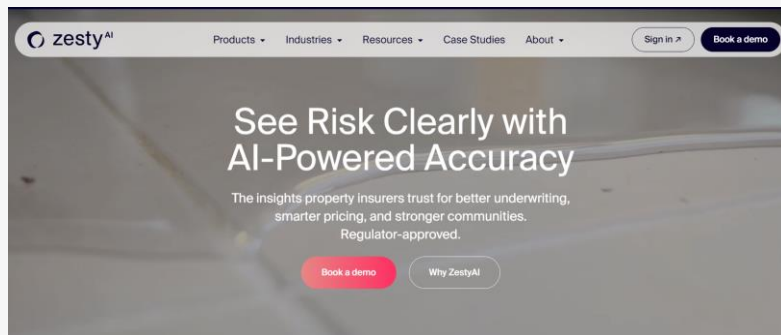 zesty AI
Products Industries Resources Case Studies About Sign in Book a demo
See Risk Clearly with
AI-Powered Accuracy
The insights property insurers trust for better underwriting,
smarter pricing, and stronger communities.
Regulator-approved.
Book a demo Why ZestyAI